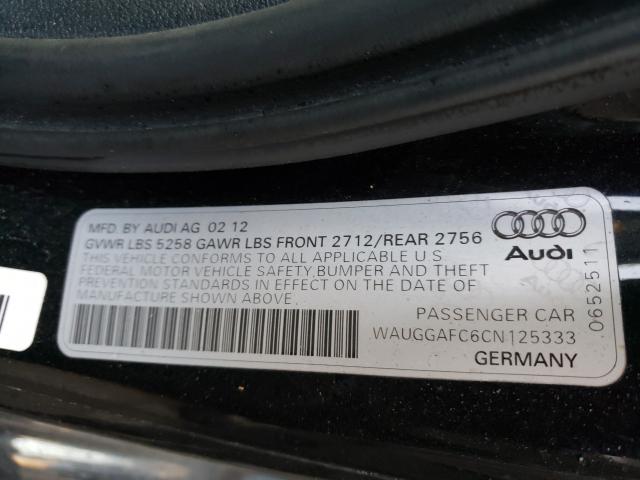 MFD. BY AUDI AG 02 12
GVWR LBS 5258 GAWR LBS FRONT 2712/REAR 2756
THIS VEHICLE CONFORMS TO ALL APPLICABLE U S
FEDERAL MOTOR VEHICLE SAFETY, BUMPER AND THEFT
PREVENTION STANDARDS IN EFFECT ON THE DATE OF
MANUFACTURE SHOWN ABOVE.
Audi
PASSENGER CAR
WAUGGAFC6CN125333
GERMANY
0652511